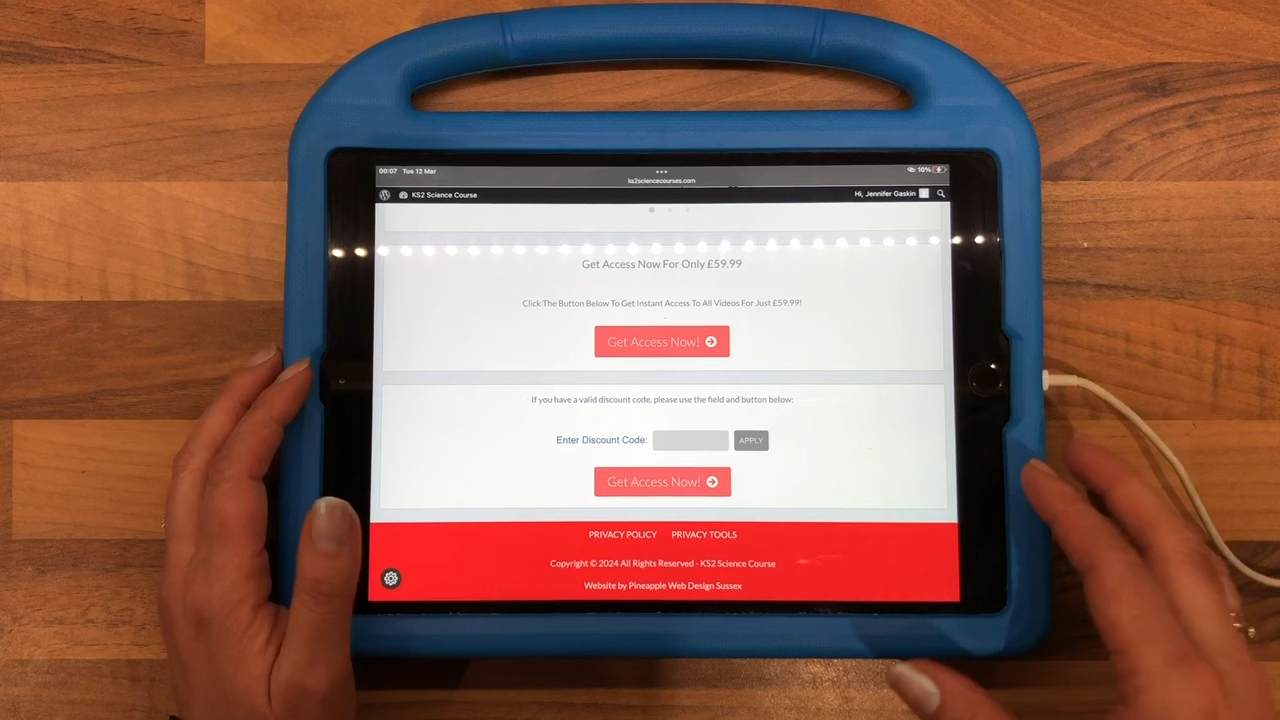 00:07 Tue 12 Mar
10%
ks2sciencecourses.com
KS2 Science Course
Hi, Jennifer Gaskin
Get Access Now For Only £59.99
Click The Button Below To Get Instant Access To All Videos For Just £59.99!
Get Access Now!
If you have a valid discount code, please use the field and button below:
Enter Discount Code:
APPLY
Get Access Now!
PRIVACY POLICY PRIVACY TOOLS
Copyright © 2024 All Rights Reserved - KS2 Science Course
Website by Pineapple Web Design Sussex